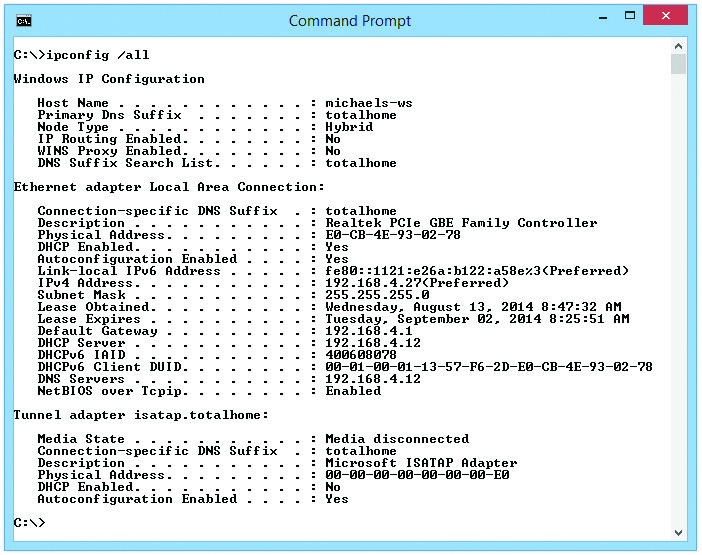 Command Prompt
C:\>ipconfig /all
Windows IP Configuration
Host Name . . . . . . . . . . . . : michaels-ws
Primary Dns Suffix  . . . . . . . : totalhome
Node Type . . . . . . . . . . . . : Hybrid
IP Routing Enabled. . . . . . . . : No
WINS Proxy Enabled. . . . . . . . : No
DNS Suffix Search List. . . . . . : totalhome
Ethernet adapter Local Area Connection:
Connection-specific DNS Suffix  . : totalhome
Description . . . . . . . . . . . : Realtek PCIe GBE Family Controller
Physical Address. . . . . . . . . : E0-CB-4E-93-02-78
DHCP Enabled. . . . . . . . . . . : Yes
Autoconfiguration Enabled . . . . : Yes
Link-local IPv6 Address . . . . . : fe80::1121:e26a:b122:a58e%3(Preferred)
IPv4 Address. . . . . . . . . . . : 192.168.4.27(Preferred)
Subnet Mask . . . . . . . . . . . : 255.255.255.0
Lease Obtained. . . . . . . . . . : Wednesday, August 13, 2014 8:47:32 AM
Lease Expires . . . . . . . . . . : Tuesday, September 02, 2014 8:25:51 AM
Default Gateway . . . . . . . . . : 192.168.4.1
DHCP Server . . . . . . . . . . . : 192.168.4.12
DHCPv6 IAID . . . . . . . . . . . : 400608078
DHCPv6 Client DUID. . . . . . . . : 00-01-00-01-13-57-F6-2D-E0-CB-4E-93-02-78
DNS Servers . . . . . . . . . . . : 192.168.4.12
NetBIOS over Tcpip. . . . . . . . : Enabled
Tunnel adapter isatap.totalhome:
Media State . . . . . . . . . . . : Media disconnected
Connection-specific DNS Suffix  . : totalhome
Description . . . . . . . . . . . : Microsoft ISATAP Adapter
Physical Address. . . . . . . . . : 00-00-00-00-00-00-00-E0
DHCP Enabled. . . . . . . . . . . : No
Autoconfiguration Enabled . . . . : Yes
C:\>